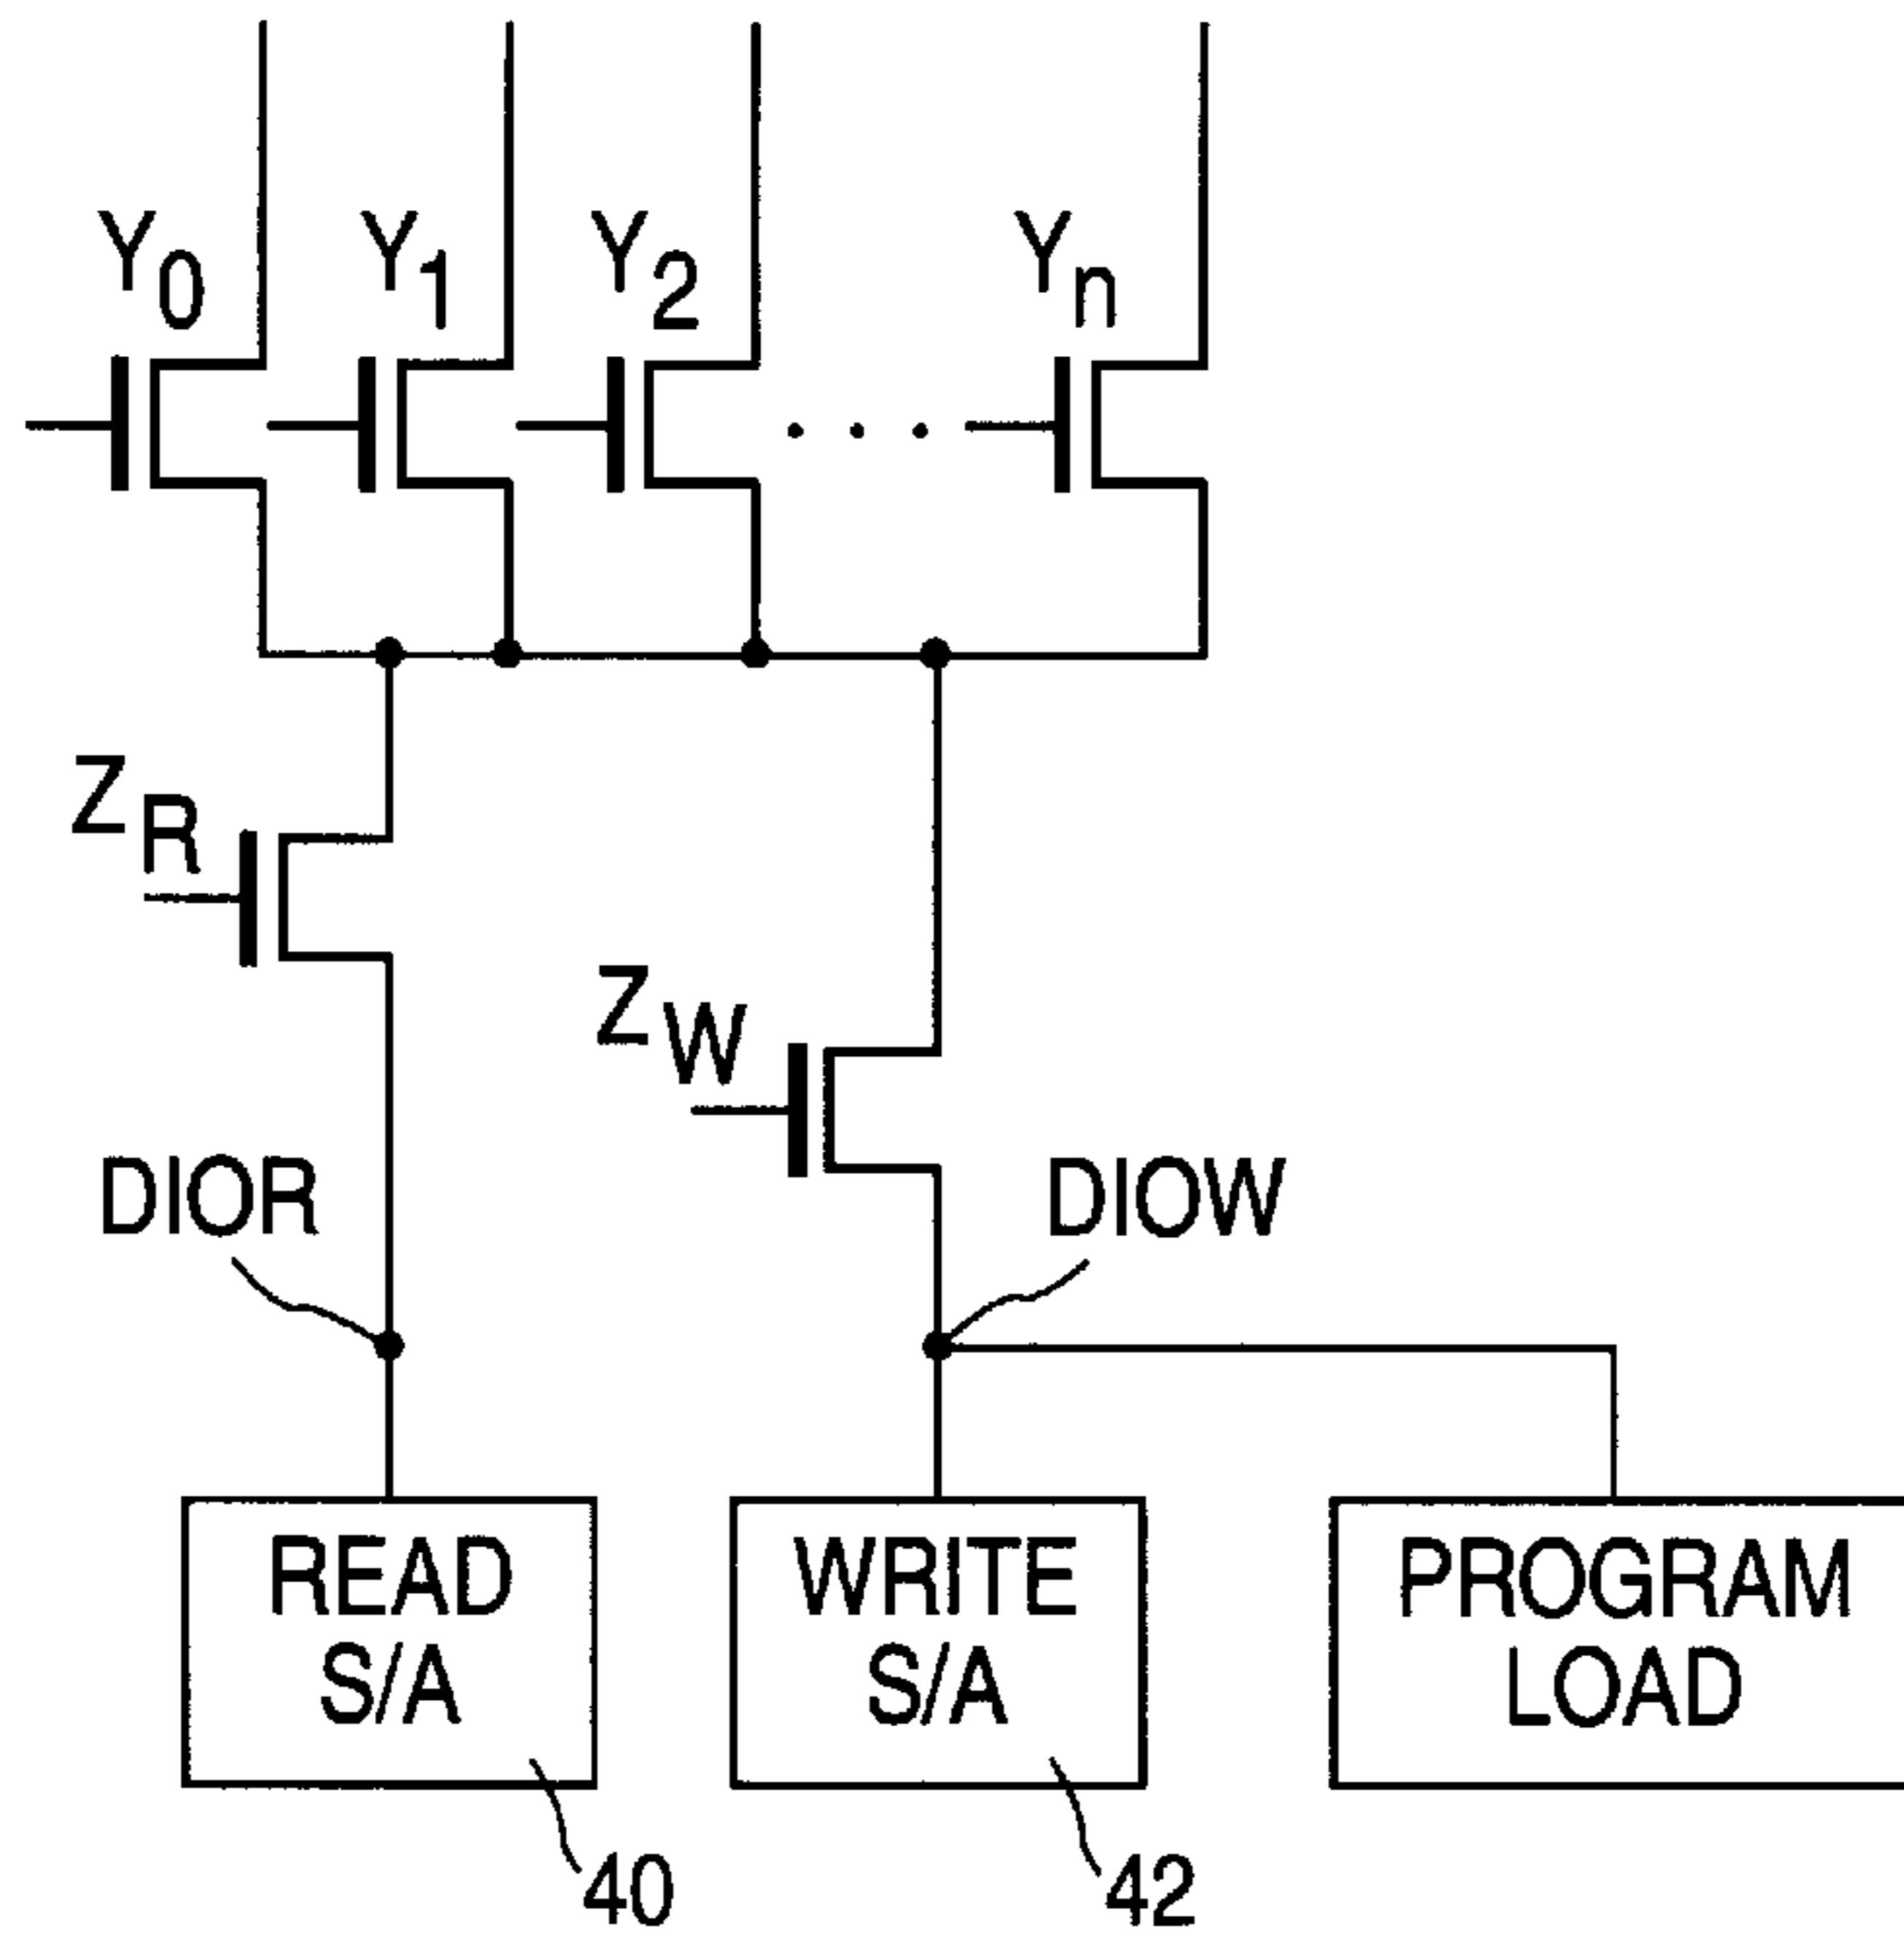 Y0 Y1 Y2 Yn
ZR
ZW
DIOR
DIOW
READ
S/A
WRITE
S/A
PROGRAM
LOAD
40
42